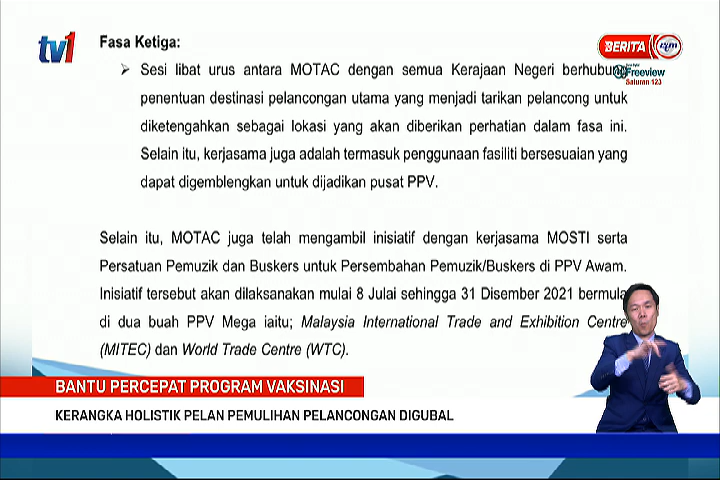 tv1
Fasa Ketiga:
BERITA rtm
Freeview
Saluran 123
➤ Sesi libat urus antara MOTAC dengan semua Kerajaan Negeri berhubung
penentuan destinasi pelancongan utama yang menjadi tarikan pelancong untuk
diketengahkan sebagai lokasi yang akan diberikan perhatian dalam fasa ini.
Selain itu, kerjasama juga adalah termasuk penggunaan fasiliti bersesuaian yang
dapat digemblengkan untuk dijadikan pusat PPV.
Selain itu, MOTAC juga telah mengambil inisiatif dengan kerjasama MOSTI serta
Persatuan Pemuzik dan Buskers untuk Persembahan Pemuzik/Buskers di PPV Awam.
Inisiatif tersebut akan dilaksanakan mulai 8 Julai sehingga 31 Disember 2021 bermula
di dua buah PPV Mega iaitu; Malaysia International Trade and Exhibition Centre
(MITEC) dan World Trade Centre (WTC).
BANTU PERCEPAT PROGRAM VAKSINASI
KERANGKA HOLISTIK PELAN PEMULIHAN PELANCONGAN DIGUBAL